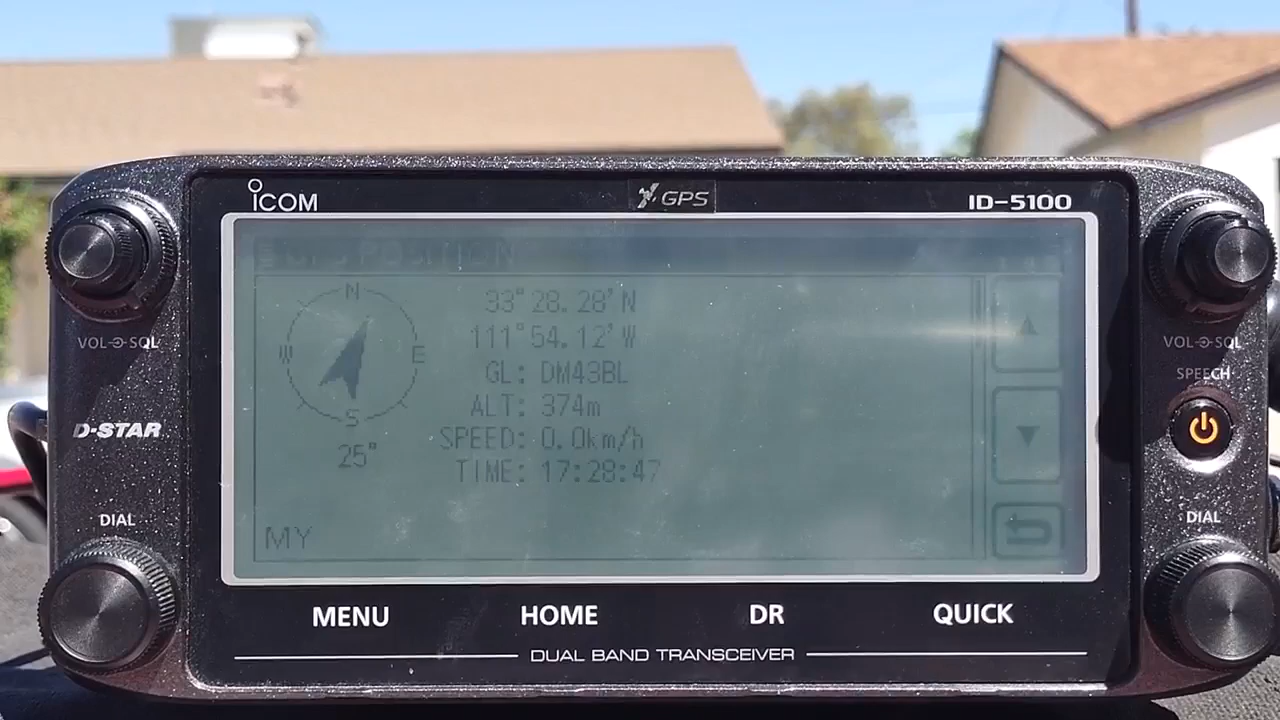 ICOM
GPS
ID-5100
GPS POSITION
N
W
E
S
25°
33°28.28'N
111°54.12'W
GL: DM43BL
ALT: 374m
SPEED: 0.0km/h
TIME: 17:28:47
MY
VOL SQL
D-STAR
DIAL
VOL SQL
SPEECH
DIAL
MENU
HOME
DR
QUICK
DUAL BAND TRANSCEIVER